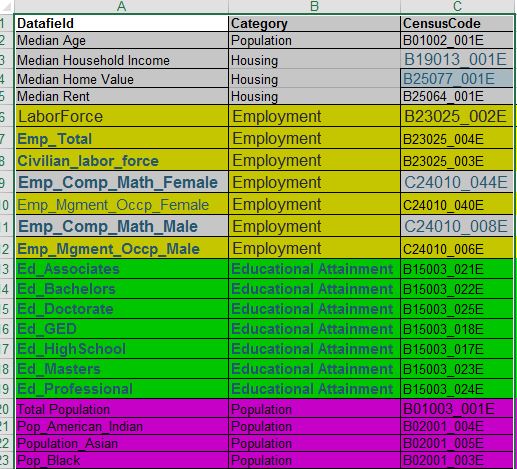 A B C
1 Datafield Category CensusCode
2 Median Age Population B01002_001E
3 Median Household Income Housing B19013_001E
4 Median Home Value Housing B25077_001E
5 Median Rent Housing B25064_001E
6 LaborForce Employment B23025_002E
7 Emp_Total Employment B23025_004E
8 Civilian_labor_force Employment B23025_003E
9 Emp_Comp_Math_Female Employment C24010_044E
10 Emp_Mgment_Occp_Female Employment C24010_040E
11 Emp_Comp_Math_Male Employment C24010_008E
12 Emp_Mgment_Occp_Male Employment C24010_006E
13 Ed_Associates Educational Attainment B15003_021E
14 Ed_Bachelors Educational Attainment B15003_022E
15 Ed_Doctorate Educational Attainment B15003_025E
16 Ed_GED Educational Attainment B15003_018E
17 Ed_HighSchool Educational Attainment B15003_017E
18 Ed_Masters Educational Attainment B15003_023E
19 Ed_Professional Educational Attainment B15003_024E
20 Total Population Population B01003_001E
21 Pop_American_Indian Population B02001_004E
22 Population_Asian Population B02001_005E
23 Pop_Black Population B02001_003E